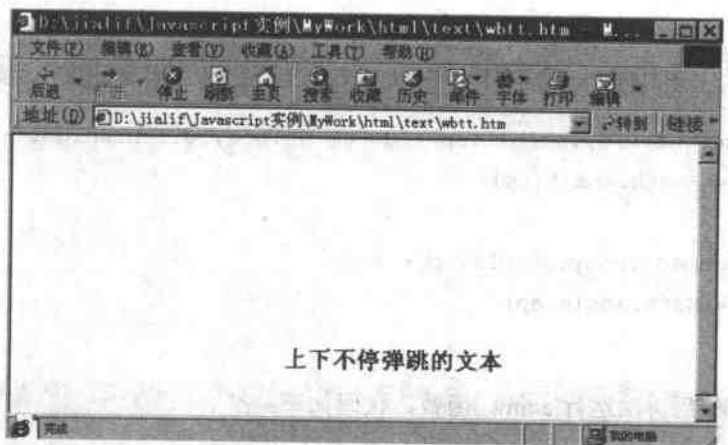 D:\jialif\Javascript实例\MyWork\html\text\wbtt.htm - M...
文件(F) 编辑(E) 查看(V) 收藏(A) 工具(T) 帮助(H)
后退 前进 停止 刷新 主页 搜索 收藏 历史 邮件 字体 打印 编辑
地址(D) D:\jialif\Javascript实例\MyWork\html\text\wbtt.htm 转到 链接
上下不停弹跳的文本
完成 我的电脑